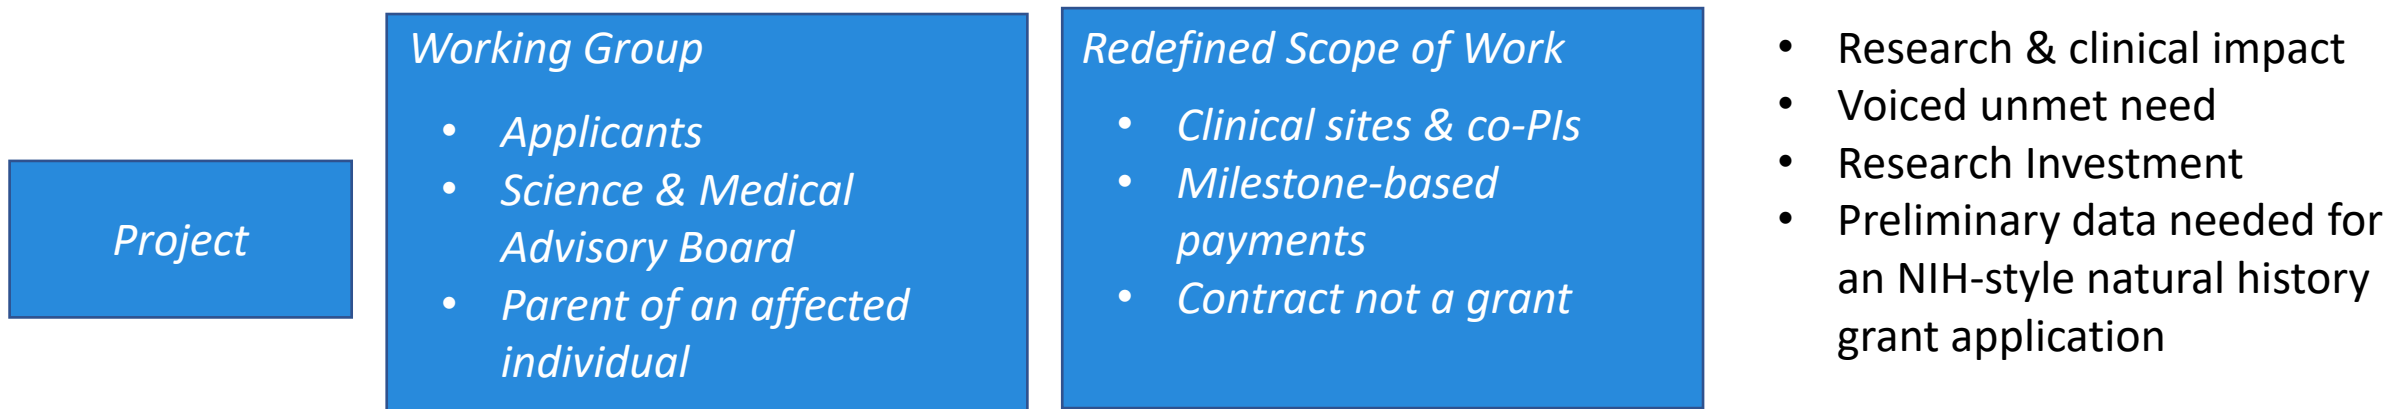 Project
Working Group
• Applicants
• Science & Medical
Advisory Board
• Parent of an affected
individual
Redefined Scope of Work
• Clinical sites & co-PIs
• Milestone-based
payments
• Contract not a grant
• Research & clinical impact
• Voiced unmet need
• Research Investment
• Preliminary data needed for
an NIH-style natural history
grant application